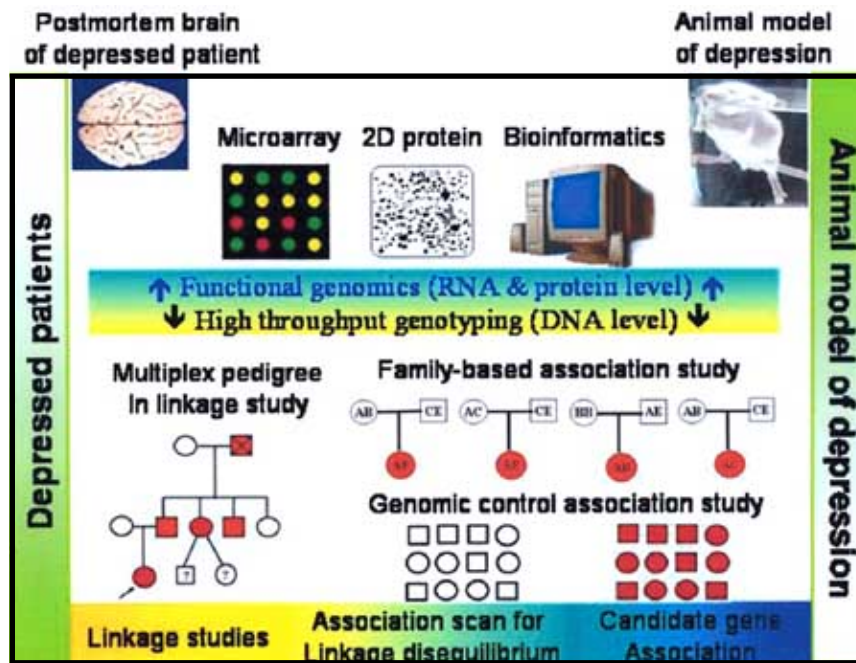 Postmortem brain
of depressed patient
Animal model
of depression
Depressed patients
Microarray
2D protein
Bioinformatics
Functional genomics (RNA & protein level)
High throughput genotyping (DNA level)
Multiplex pedigree
In linkage study
Family-based association study
AB
CE
AC
CE
BB
AE
AB
CE
Genomic control association study
?
?
Linkage studies
Association scan for
Linkage disequilibrium
Candidate gene
Association
Animal model of depression